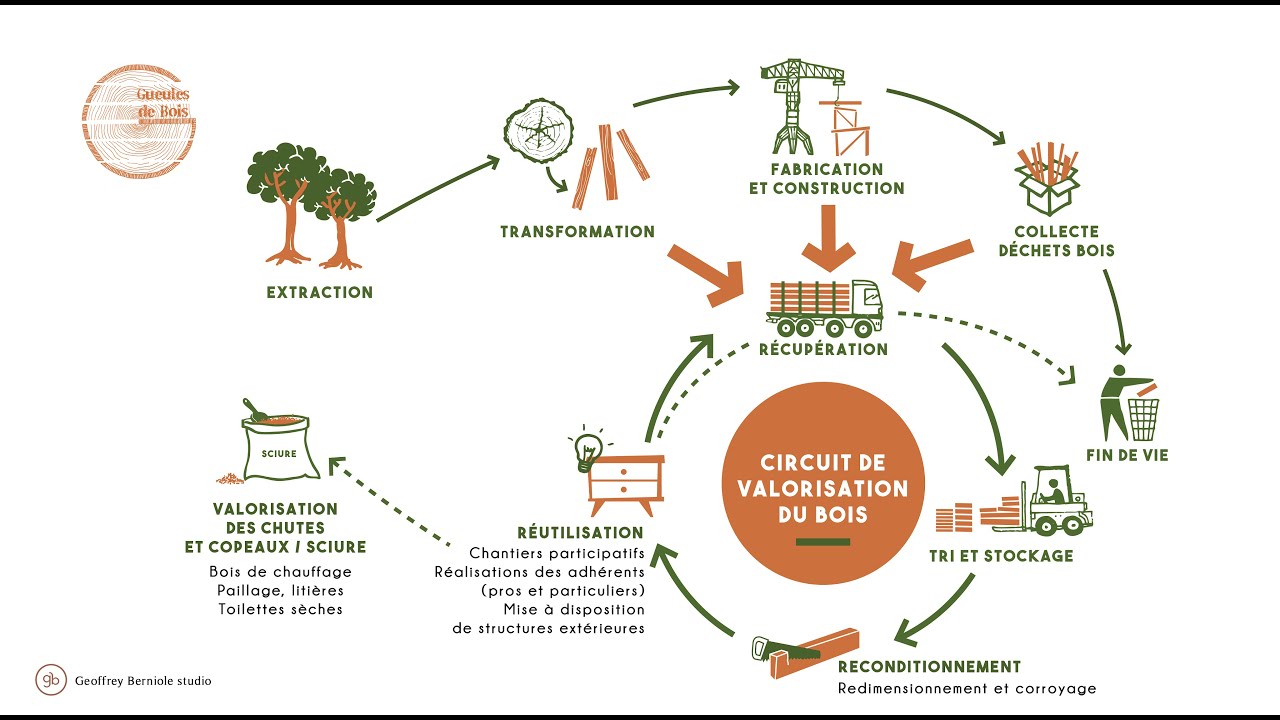 Gueules
de Bois
EXTRACTION
TRANSFORMATION
FABRICATION
ET CONSTRUCTION
COLLECTE
DÉCHETS BOIS
RÉCUPÉRATION
FIN DE VIE
CIRCUIT DE
VALORISATION
DU BOIS
TRI ET STOCKAGE
RECONDITIONNEMENT
Redimensionnement et corroyage
RÉUTILISATION
Chantiers participatifs
Réalisations des adhérents
(pros et particuliers)
Mise à disposition
de structures extérieures
SCIURE
VALORISATION
DES CHUTES
ET COPEAUX / SCIURE
Bois de chauffage
Paillage, litières
Toilettes sèches
gb
Geoffrey Berniole studio